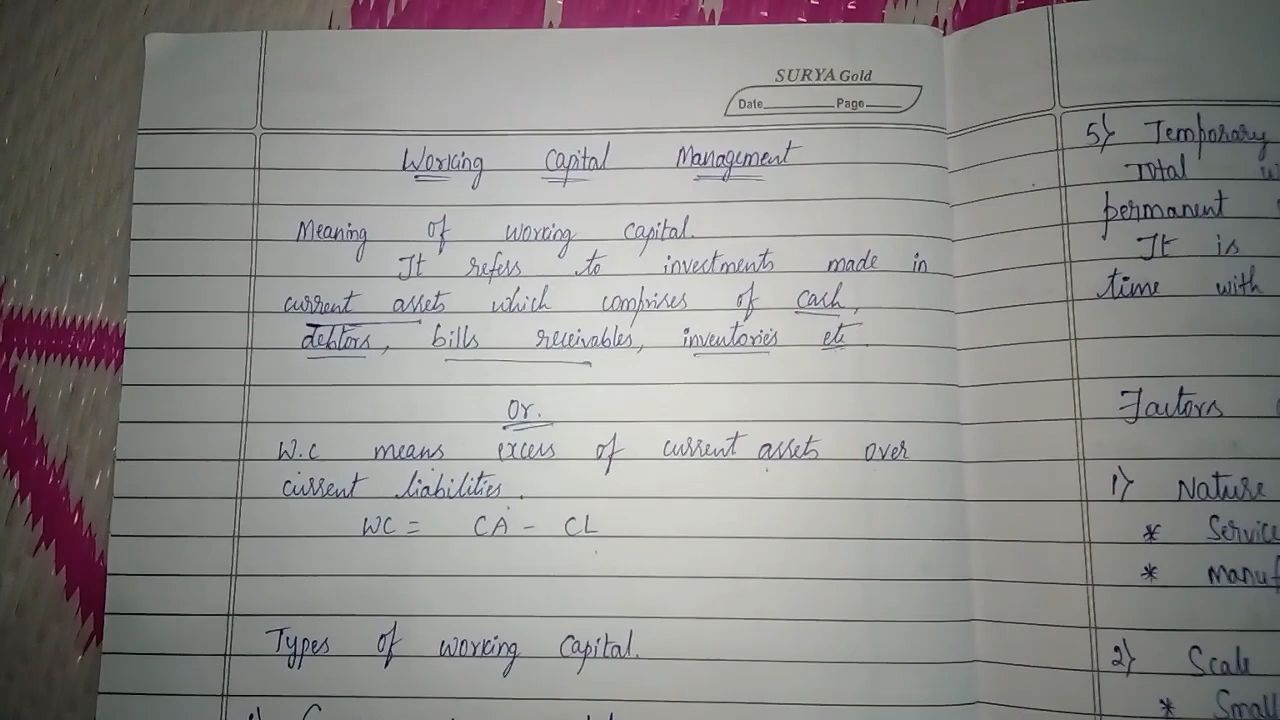 SURYA Gold
Date Page
Working Capital Management
Meaning of working capital.
It refers to investments made in
current assets which comprises of cash,
debtors, bills receivables, inventories etc.
Or.
W.C means excess of current assets over
current liabilities.
WC = CA - CL
Types of working capital.
5) Temporary
Total
permanent
It is
time with
Factors
1) Nature
* Service
* Manuf
2) Scale
* Small